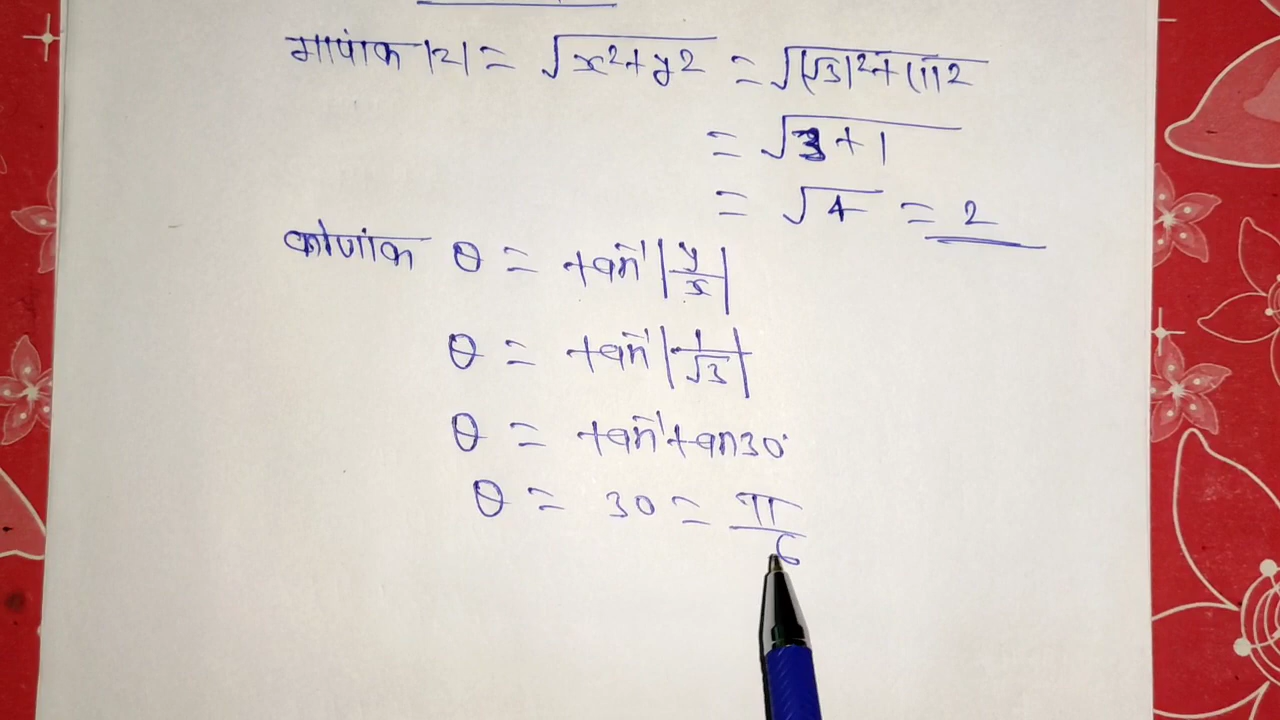 मापांक |z| = √x²+y² = √(√3)²+(1)²
= √3+1
= √4 = 2
कोणांक θ = tan⁻¹|y/x|
θ = tan⁻¹|1/√3|
θ = tan⁻¹tan30°
θ = 30 = π/6